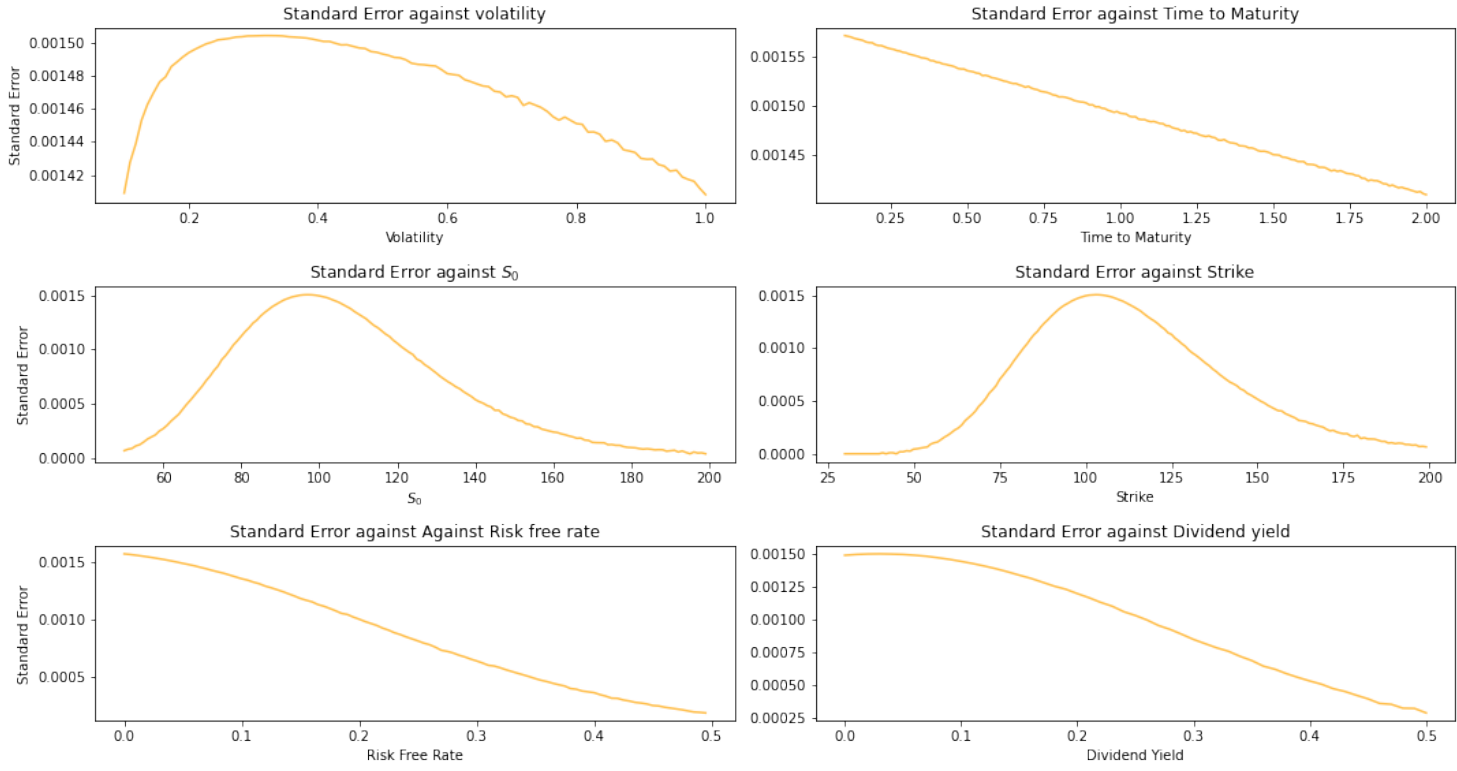 Standard Error against volatility
Standard Error
0.00150
0.00148
0.00146
0.00144
0.00142
0.2 0.4 0.6 0.8 1.0
Volatility
Standard Error against Time to Maturity
0.00155
0.00150
0.00145
0.25 0.50 0.75 1.00 1.25 1.50 1.75 2.00
Time to Maturity
Standard Error against S₀
Standard Error
0.0015
0.0010
0.0005
0.0000
60 80 100 120 140 160 180 200
S₀
Standard Error against Strike
0.0015
0.0010
0.0005
0.0000
25 50 75 100 125 150 175 200
Strike
Standard Error against Against Risk free rate
Standard Error
0.0015
0.0010
0.0005
0.0 0.1 0.2 0.3 0.4 0.5
Risk Free Rate
Standard Error against Dividend yield
0.00150
0.00125
0.00100
0.00075
0.00050
0.00025
0.0 0.1 0.2 0.3 0.4 0.5
Dividend Yield